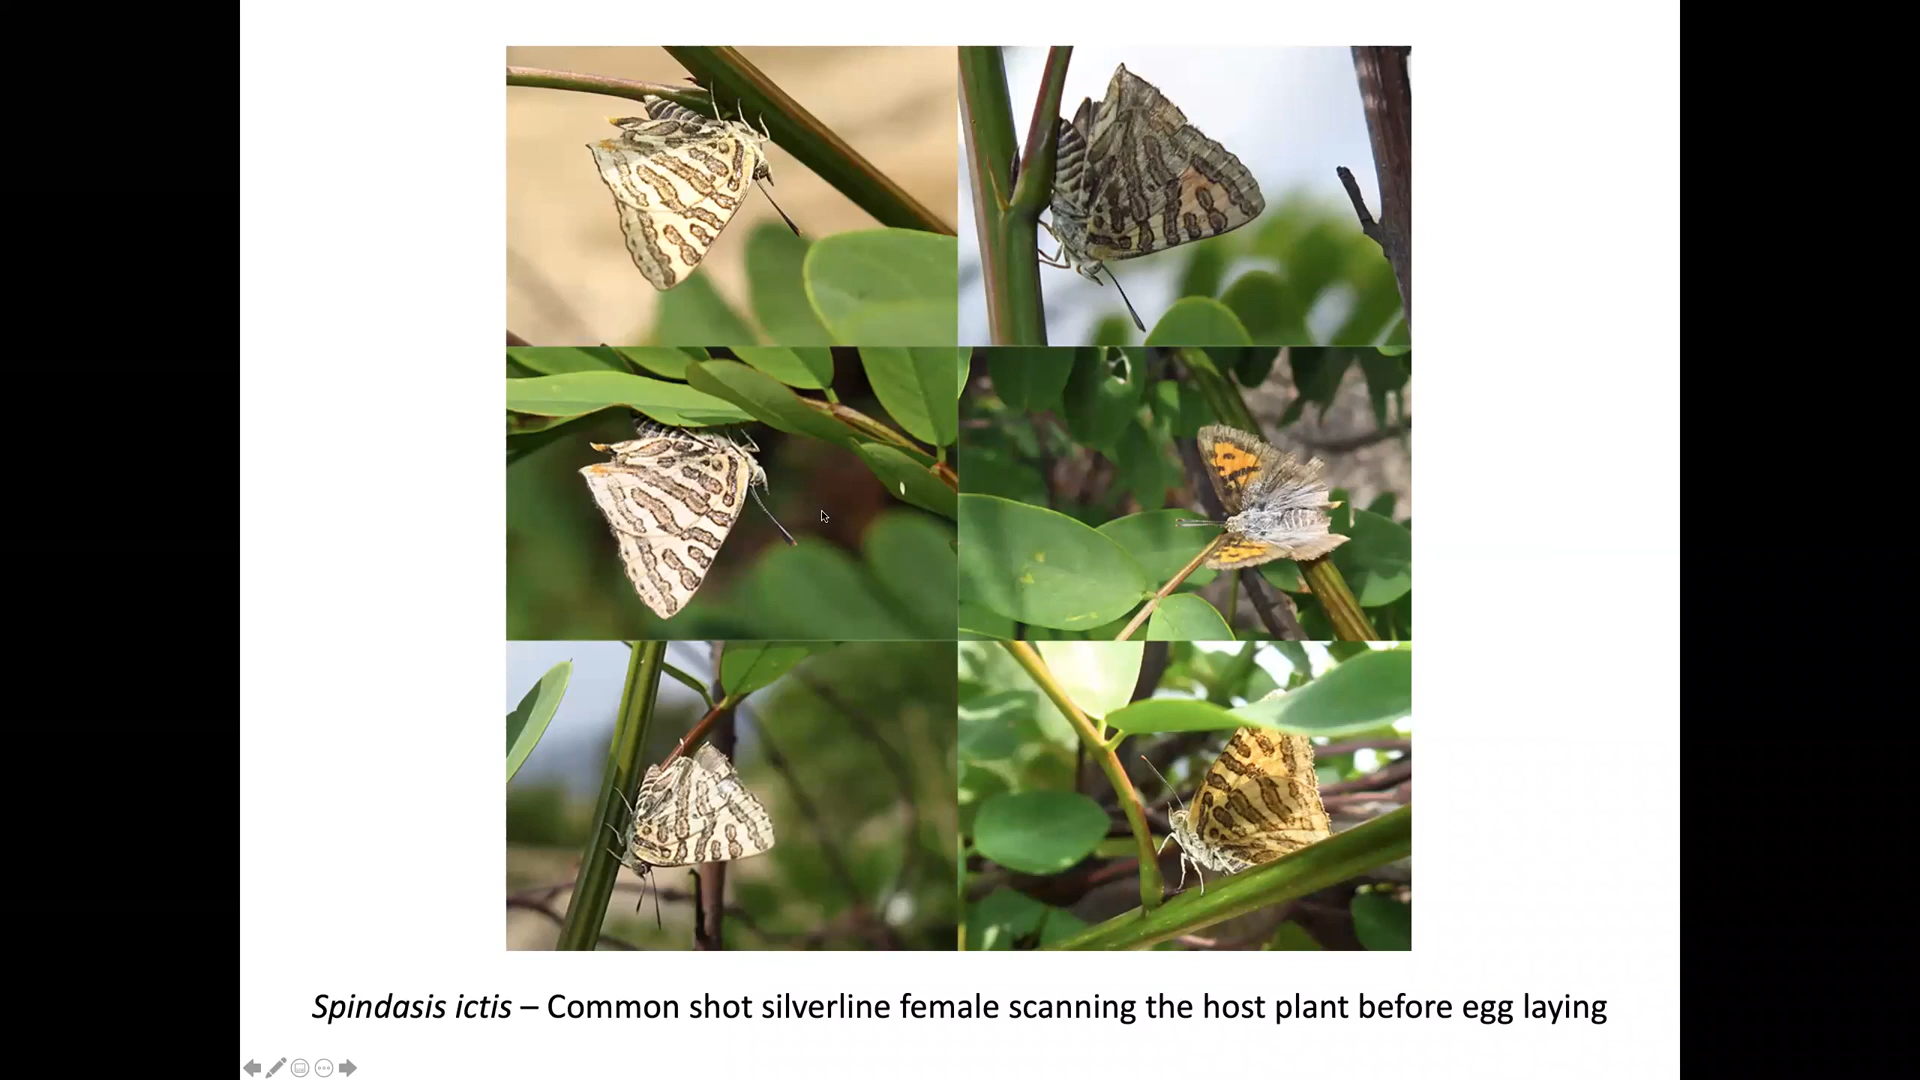 Spindasis ictis – Common shot silverline female scanning the host plant before egg laying